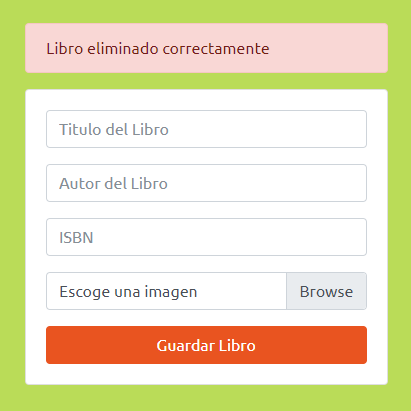 Libro eliminado correctamente
Titulo del Libro
Autor del Libro
ISBN
Escoge una imagen Browse
Guardar Libro